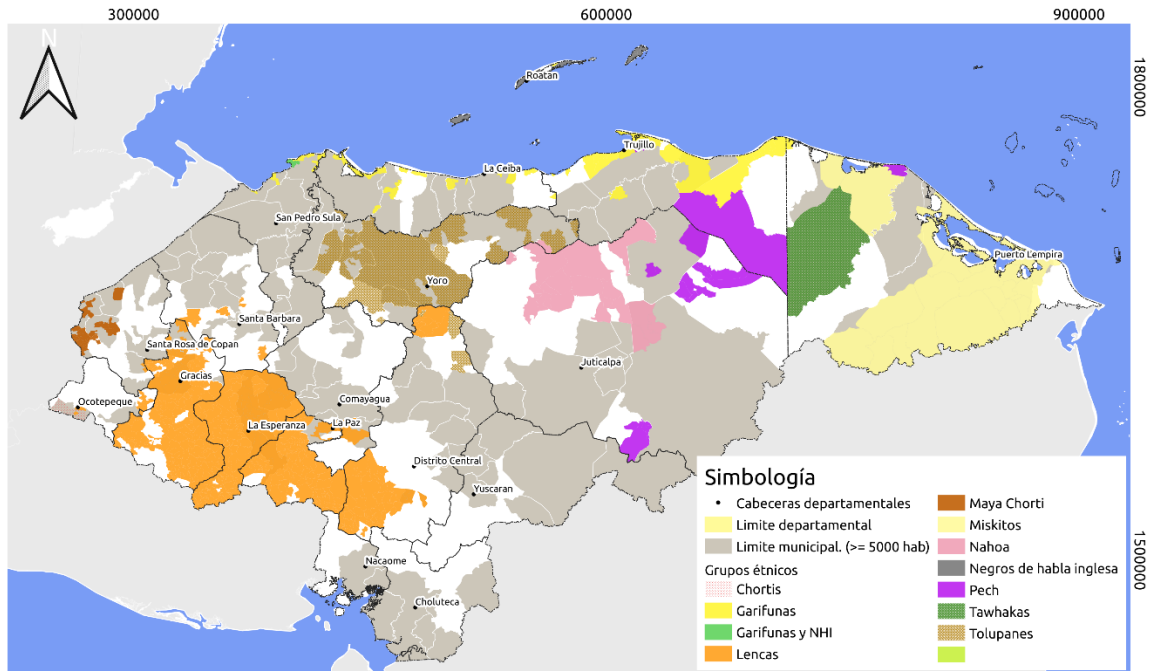 300000 600000 900000
N
1800000
Roatan
Trujillo
La Ceiba
San Pedro Sula
Puerto Lempira
Yoro
Santa Barbara
Santa Rosa de Copan
Juticalpa
Gracias
Comayagua
Ocotepeque
La Esperanza
La Paz
Distrito Central
Yuscaran
1500000
Nacaome
Choluteca
Simbología
Cabeceras departamentales
Limite departamental
Limite municipal. (>= 5000 hab)
Grupos étnicos
Chortis
Garifunas
Garifunas y NHI
Lencas
Maya Chorti
Miskitos
Nahoa
Negros de habla inglesa
Pech
Tawhakas
Tolupanes